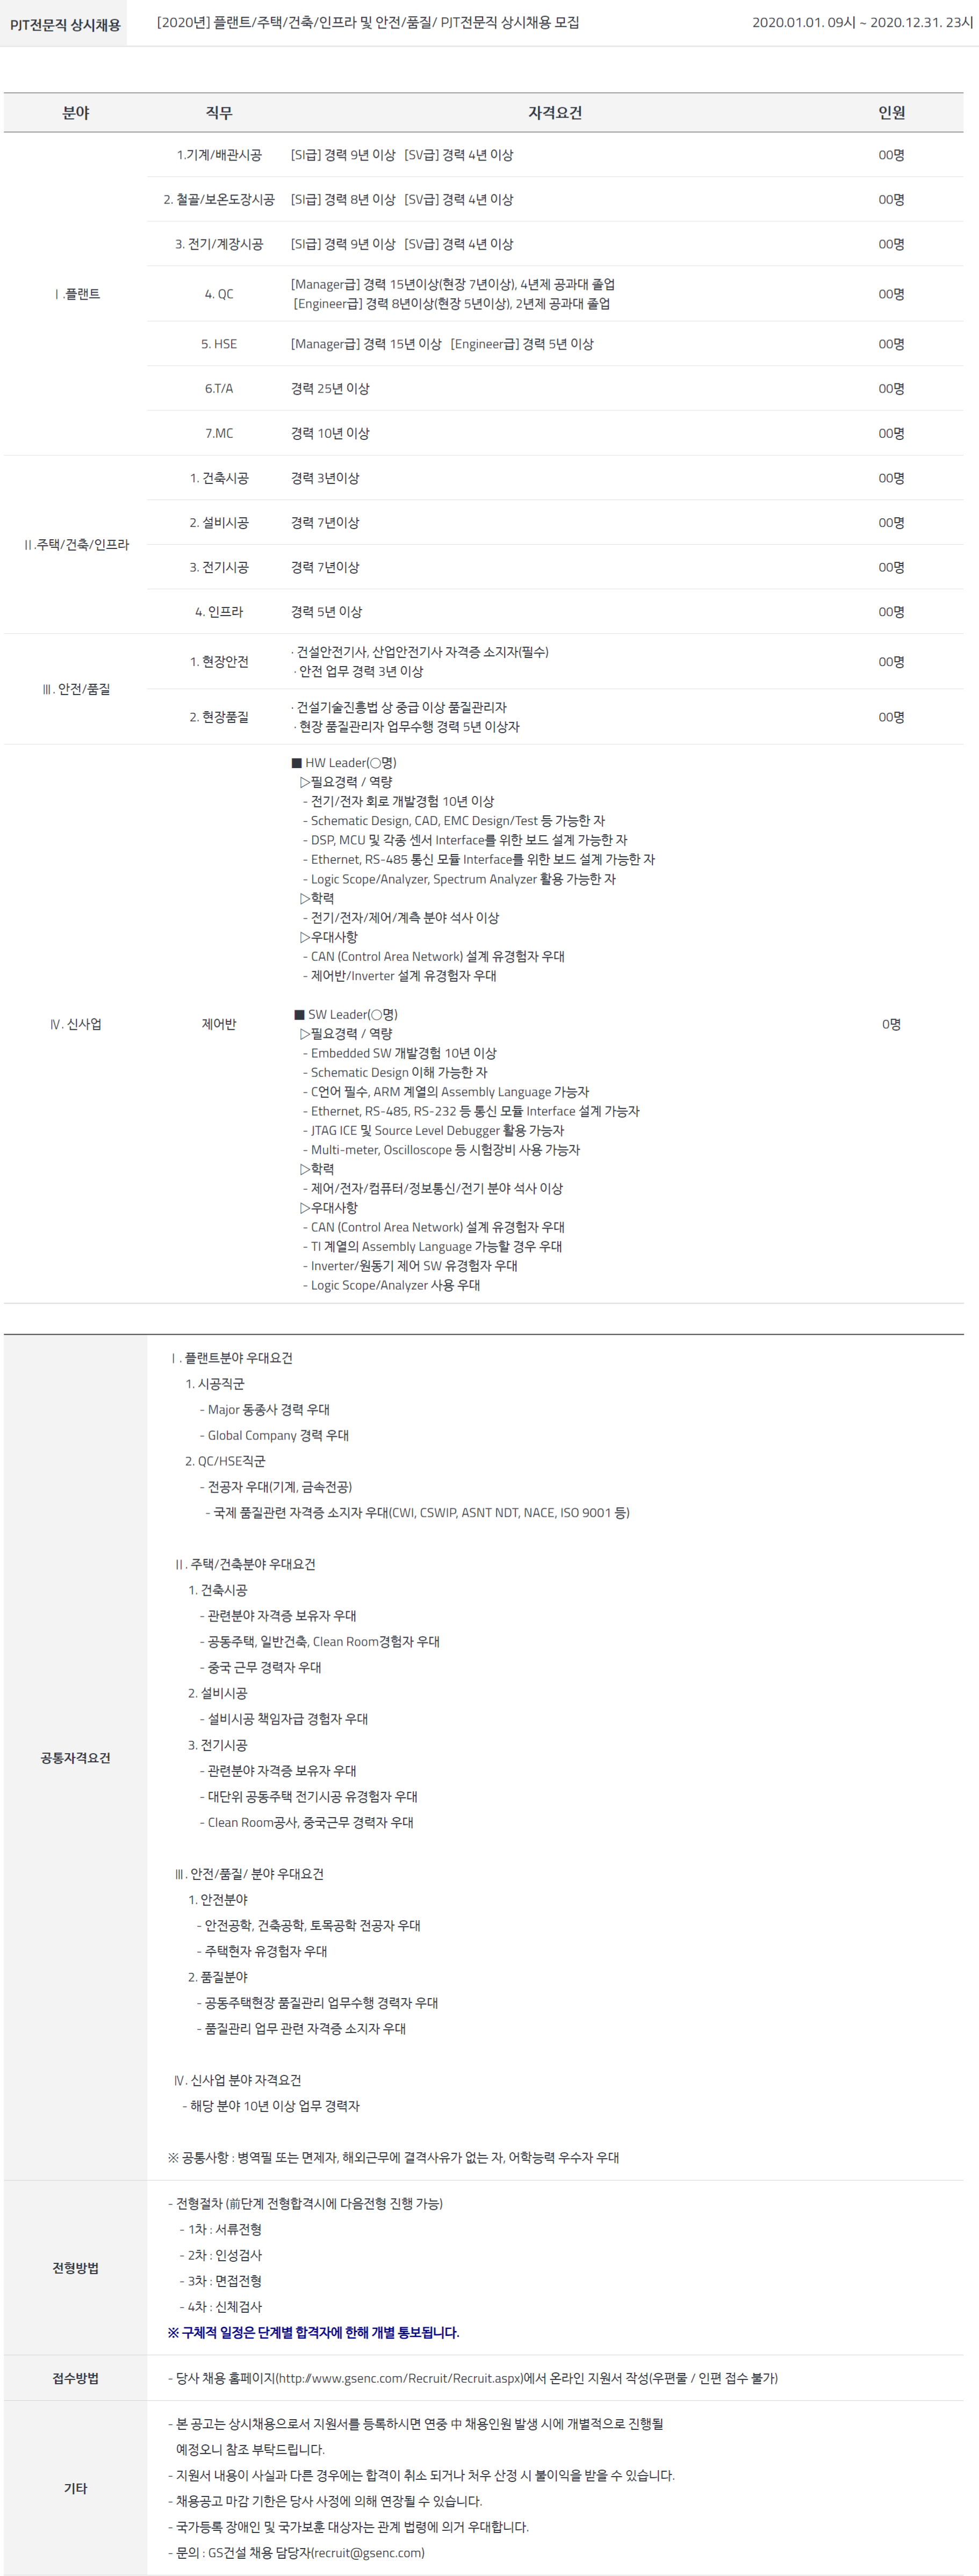 PJT전문직 상시채용 [2020년] 플랜트/주택/건축/인프라 및 안전/품질/ PJT전문직 상시채용 모집 2020.01.01. 09시 ~ 2020.12.31. 23시
분야 직무 자격요건 인원
Ⅰ.플랜트
1.기계/배관시공 [SI급] 경력 9년 이상 [SV급] 경력 4년 이상 00명
2. 철골/보온도장시공 [SI급] 경력 8년 이상 [SV급] 경력 4년 이상 00명
3. 전기/계장시공 [SI급] 경력 9년 이상 [SV급] 경력 4년 이상 00명
4. QC [Manager급] 경력 15년이상(현장 7년이상), 4년제 공과대 졸업 00명
[Engineer급] 경력 8년이상(현장 5년이상), 2년제 공과대 졸업
5. HSE [Manager급] 경력 15년 이상 [Engineer급] 경력 5년 이상 00명
6.T/A 경력 25년 이상 00명
7.MC 경력 10년 이상 00명
Ⅱ.주택/건축/인프라
1. 건축시공 경력 3년이상 00명
2. 설비시공 경력 7년이상 00명
3. 전기시공 경력 7년이상 00명
4. 인프라 경력 5년 이상 00명
Ⅲ. 안전/품질
1. 현장안전 · 건설안전기사, 산업안전기사 자격증 소지자(필수) 00명
· 안전 업무 경력 3년 이상
2. 현장품질 · 건설기술진흥법 상 중급 이상 품질관리자 00명
· 현장 품질관리자 업무수행 경력 5년 이상자
Ⅳ. 신사업 제어반 0명
■ HW Leader(○명)
▷필요경력 / 역량
- 전기/전자 회로 개발경험 10년 이상
- Schematic Design, CAD, EMC Design/Test 등 가능한 자
- DSP, MCU 및 각종 센서 Interface를 위한 보드 설계 가능한 자
- Ethernet, RS-485 통신 모듈 Interface를 위한 보드 설계 가능한 자
- Logic Scope/Analyzer, Spectrum Analyzer 활용 가능한 자
▷학력
- 전기/전자/제어/계측 분야 석사 이상
▷우대사항
- CAN (Control Area Network) 설계 유경험자 우대
- 제어반/Inverter 설계 유경험자 우대
■ SW Leader(○명)
▷필요경력 / 역량
- Embedded SW 개발경험 10년 이상
- Schematic Design 이해 가능한 자
- C언어 필수, ARM 계열의 Assembly Language 가능자
- Ethernet, RS-485, RS-232 등 통신 모듈 Interface 설계 가능자
- JTAG ICE 및 Source Level Debugger 활용 가능자
- Multi-meter, Oscilloscope 등 시험장비 사용 가능자
▷학력
- 제어/전자/컴퓨터/정보통신/전기 분야 석사 이상
▷우대사항
- CAN (Control Area Network) 설계 유경험자 우대
- TI 계열의 Assembly Language 가능할 경우 우대
- Inverter/원동기 제어 SW 유경험자 우대
- Logic Scope/Analyzer 사용 우대
공통자격요건
Ⅰ. 플랜트분야 우대요건
1. 시공직군
- Major 동종사 경력 우대
- Global Company 경력 우대
2. QC/HSE직군
- 전공자 우대(기계, 금속전공)
- 국제 품질관련 자격증 소지자 우대(CWI, CSWIP, ASNT NDT, NACE, ISO 9001 등)
Ⅱ. 주택/건축분야 우대요건
1. 건축시공
- 관련분야 자격증 보유자 우대
- 공동주택, 일반건축, Clean Room경험자 우대
- 중국 근무 경력자 우대
2. 설비시공
- 설비시공 책임자급 경험자 우대
3. 전기시공
- 관련분야 자격증 보유자 우대
- 대단위 공동주택 전기시공 유경험자 우대
- Clean Room공사, 중국근무 경력자 우대
Ⅲ. 안전/품질/ 분야 우대요건
1. 안전분야
- 안전공학, 건축공학, 토목공학 전공자 우대
- 주택현자 유경험자 우대
2. 품질분야
- 공동주택현장 품질관리 업무수행 경력자 우대
- 품질관리 업무 관련 자격증 소지자 우대
Ⅳ. 신사업 분야 자격요건
- 해당 분야 10년 이상 업무 경력자
※ 공통사항 : 병역필 또는 면제자, 해외근무에 결격사유가 없는 자, 어학능력 우수자 우대
전형방법
- 전형절차 (前단계 전형합격시에 다음전형 진행 가능)
- 1차 : 서류전형
- 2차 : 인성검사
- 3차 : 면접전형
- 4차 : 신체검사
※ 구체적 일정은 단계별 합격자에 한해 개별 통보됩니다.
접수방법 - 당사 채용 홈페이지(http://www.gsenc.com/Recruit/Recruit.aspx)에서 온라인 지원서 작성(우편물 / 인편 접수 불가)
기타
- 본 공고는 상시채용으로서 지원서를 등록하시면 연중 中 채용인원 발생 시에 개별적으로 진행될
예정오니 참조 부탁드립니다.
- 지원서 내용이 사실과 다른 경우에는 합격이 취소 되거나 처우 산정 시 불이익을 받을 수 있습니다.
- 채용공고 마감 기한은 당사 사정에 의해 연장될 수 있습니다.
- 국가등록 장애인 및 국가보훈 대상자는 관계 법령에 의거 우대합니다.
- 문의 : GS건설 채용 담당자(recruit@gsenc.com)